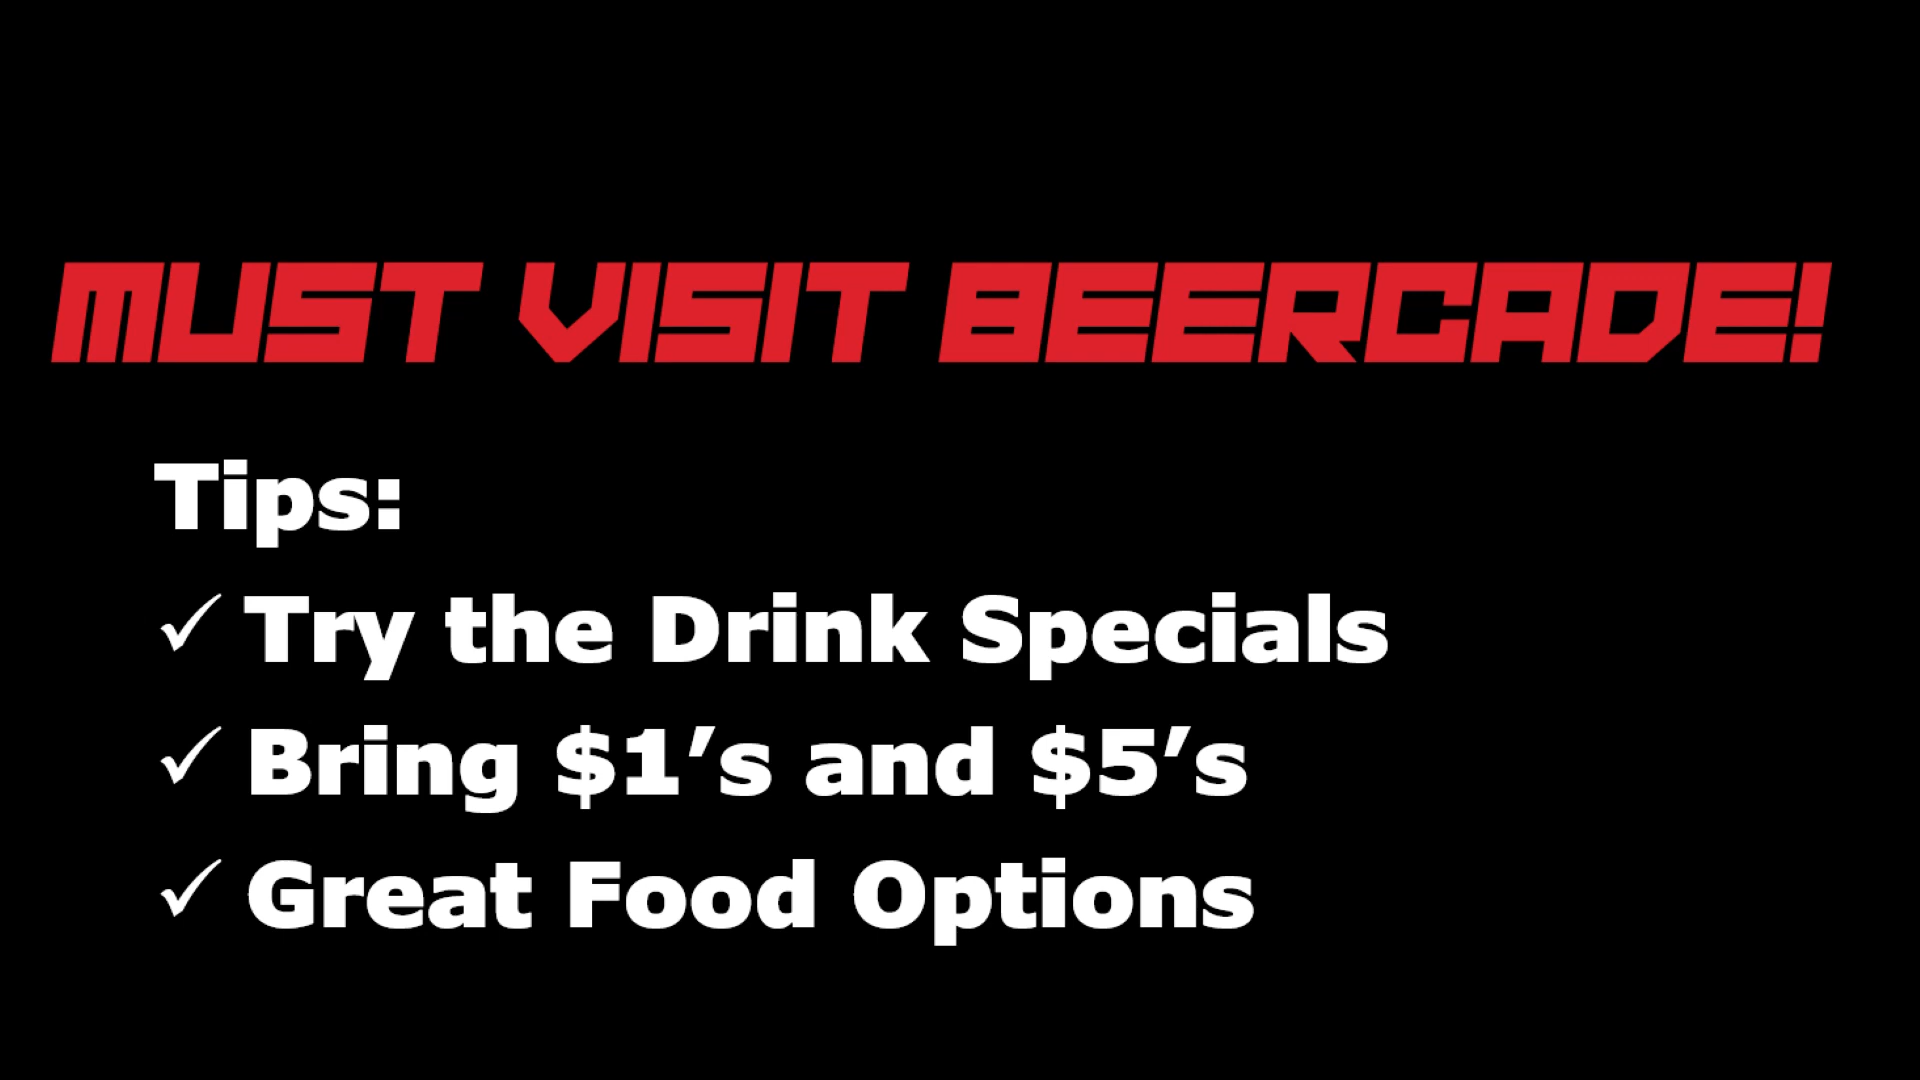 MUST VISIT BEERCADE!
Tips:
✓ Try the Drink Specials
✓ Bring $1’s and $5’s
✓ Great Food Options